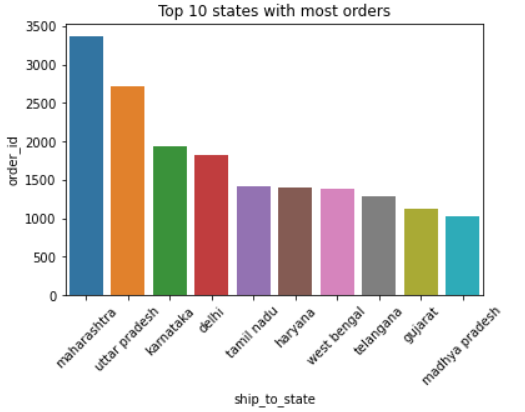 Top 10 states with most orders
3500
3000
2500
2000
1500
1000
500
0
order_id
maharashtra
uttar pradesh
karnataka
delhi
tamil nadu
haryana
west bengal
telangana
gujarat
madhya pradesh
ship_to_state